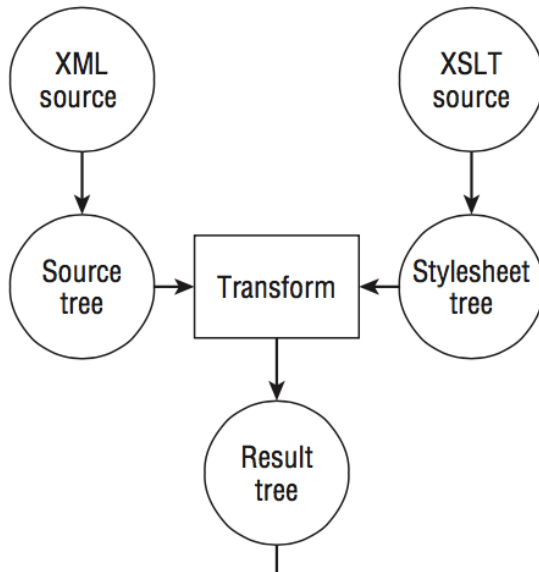 XML
source
XSLT
source
Source
tree
Transform
Stylesheet
tree
Result
tree